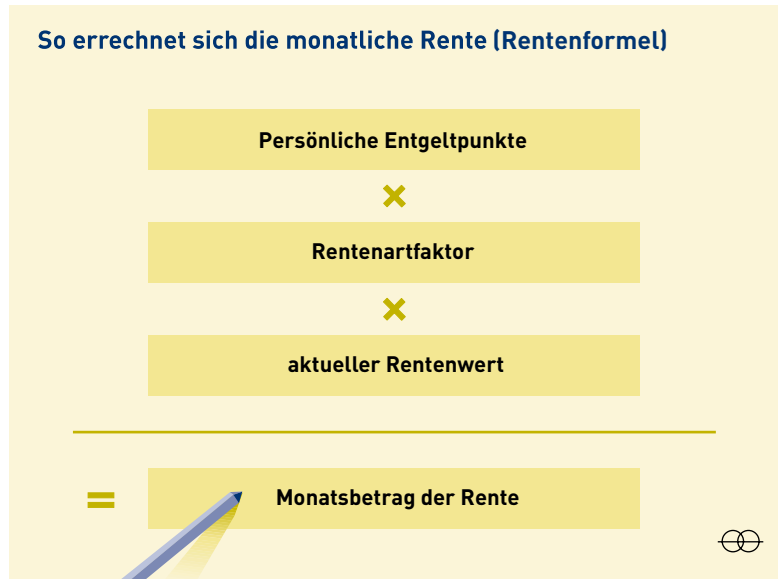 So errechnet sich die monatliche Rente (Rentenformel)
Persönliche Entgeltpunkte
×
Rentenartfaktor
×
aktueller Rentenwert
= Monatsbetrag der Rente